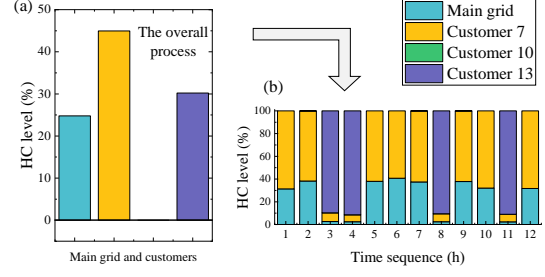 (a)
The overall
process
50
40
30
20
10
0
HC level (%)
Main grid and customers
Main grid
Customer 7
Customer 10
Customer 13
(b)
100
80
60
40
20
0
HC level (%)
1 2 3 4 5 6 7 8 9 10 11 12
Time sequence (h)